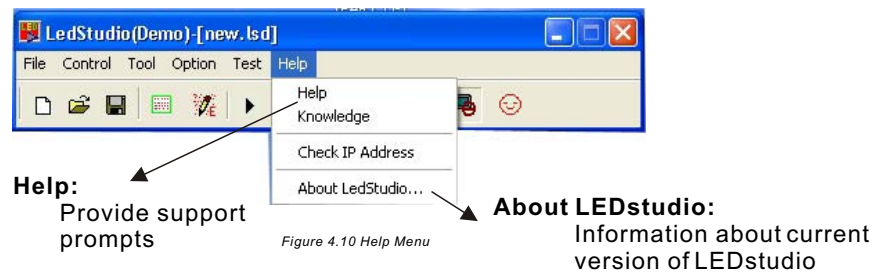 LedStudio(Demo)-[new.lsd]
File Control Tool Option Test Help
Help
Knowledge
Check IP Address
About LedStudio...
Help:
Provide support
prompts
Figure 4.10 Help Menu
About LEDstudio:
Information about current
version of LEDstudio